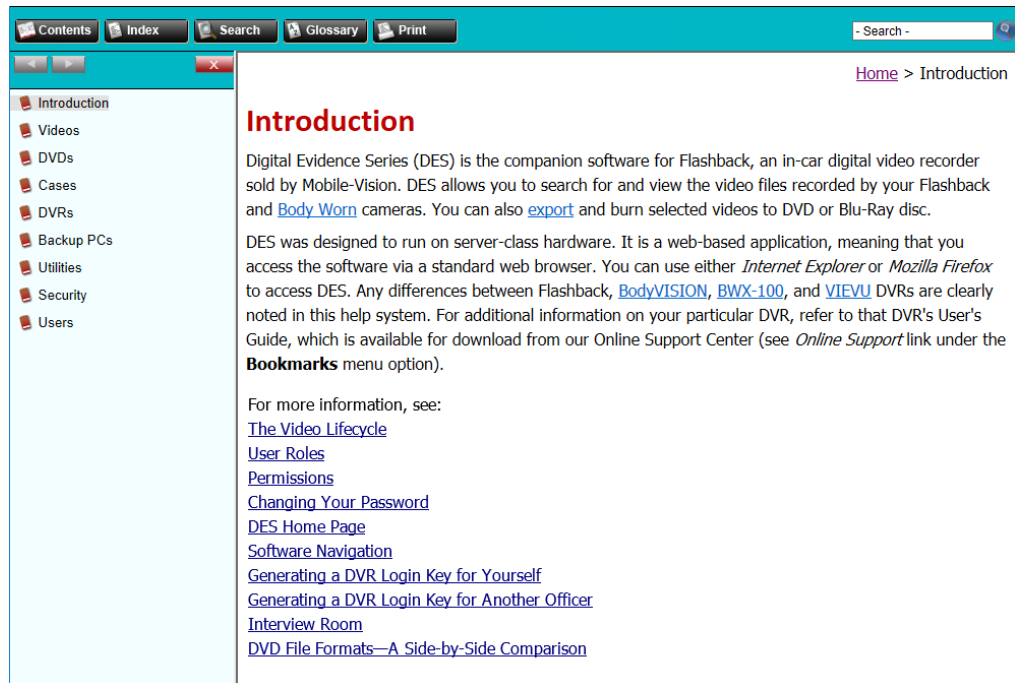 Contents Index Search Glossary Print - Search -
X
Home > Introduction
Introduction
Videos
DVDs
Cases
DVRs
Backup PCs
Utilities
Security
Users
Introduction
Digital Evidence Series (DES) is the companion software for Flashback, an in-car digital video recorder
sold by Mobile-Vision. DES allows you to search for and view the video files recorded by your Flashback
and Body Worn cameras. You can also export and burn selected videos to DVD or Blu-Ray disc.
DES was designed to run on server-class hardware. It is a web-based application, meaning that you
access the software via a standard web browser. You can use either Internet Explorer or Mozilla Firefox
to access DES. Any differences between Flashback, BodyVISION, BWX-100, and VIEVU DVRs are clearly
noted in this help system. For additional information on your particular DVR, refer to that DVR's User's
Guide, which is available for download from our Online Support Center (see Online Support link under the
Bookmarks menu option).
For more information, see:
The Video Lifecycle
User Roles
Permissions
Changing Your Password
DES Home Page
Software Navigation
Generating a DVR Login Key for Yourself
Generating a DVR Login Key for Another Officer
Interview Room
DVD File Formats—A Side-by-Side Comparison